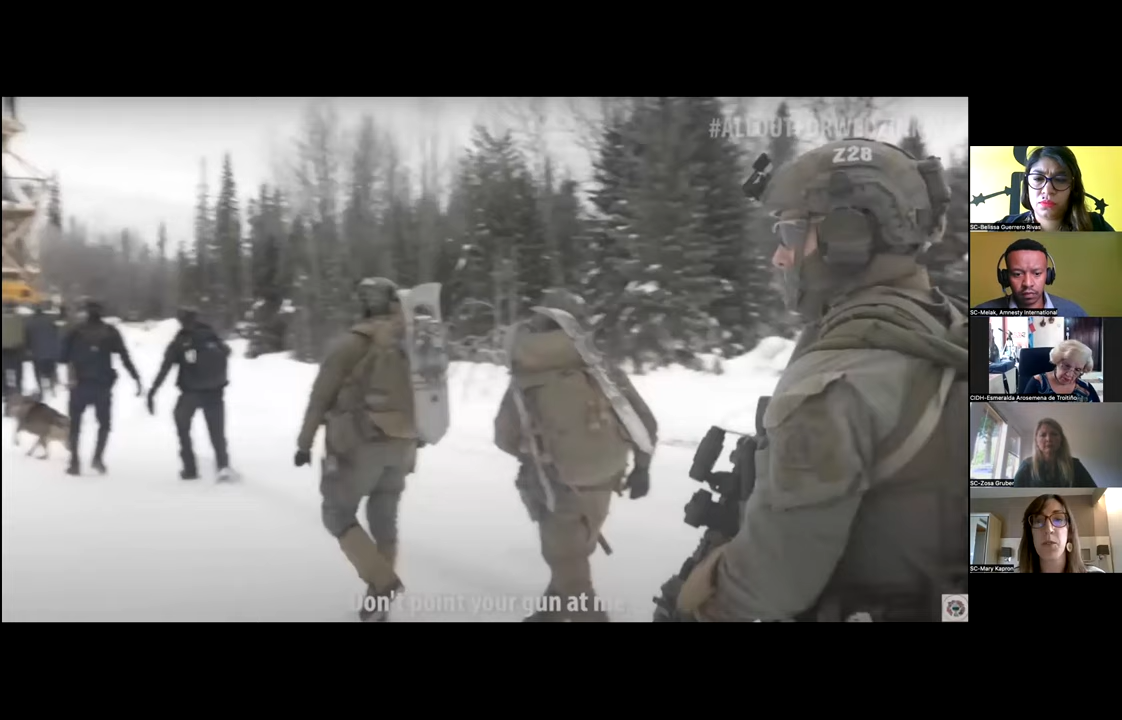 Z28
Don't point your gun at me,
SC-Belissa Guerrero Rivas
SC-Melak, Amnesty International
CIDH-Esmeralda Arosemena de Troitiño
SC-Zosa Gruber
SC-Mary Kapron